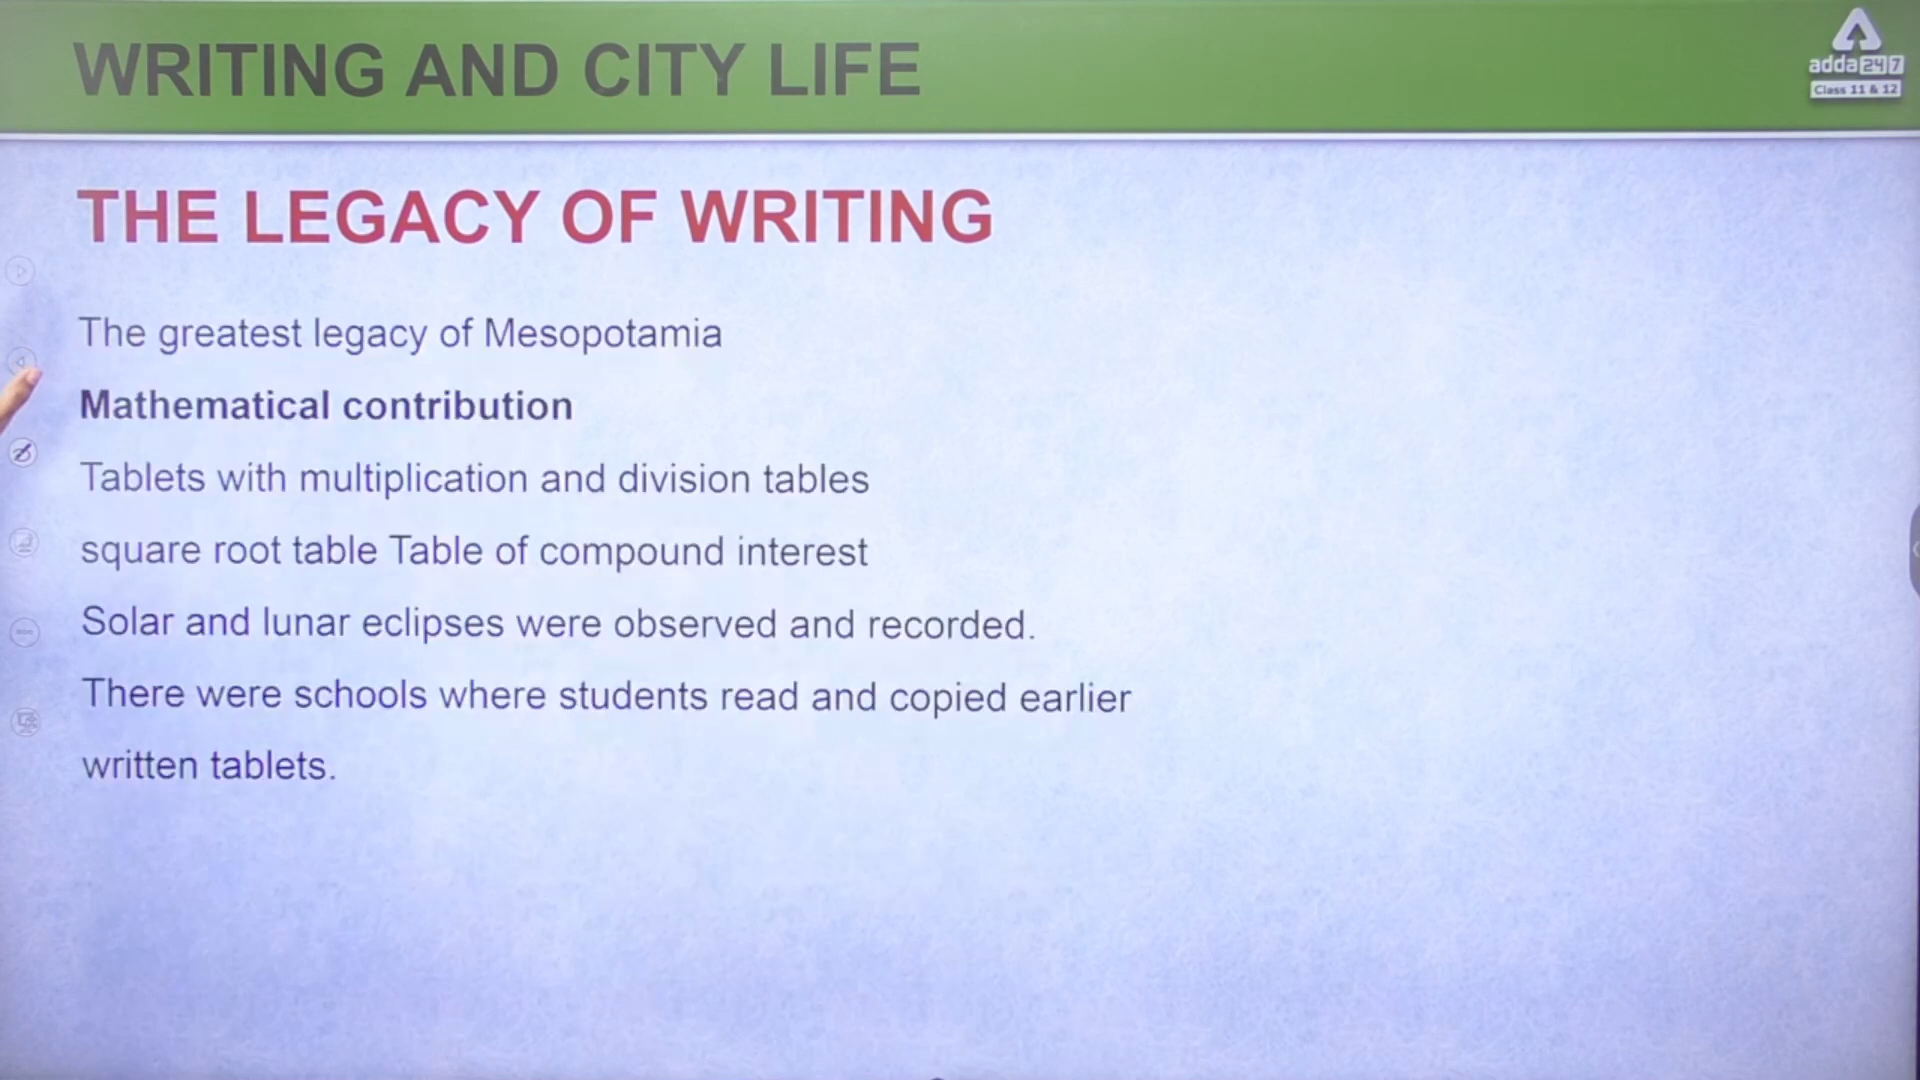 WRITING AND CITY LIFE
adda247
Class 11 & 12
THE LEGACY OF WRITING
The greatest legacy of Mesopotamia
Mathematical contribution
Tablets with multiplication and division tables
square root table Table of compound interest
Solar and lunar eclipses were observed and recorded.
There were schools where students read and copied earlier
written tablets.